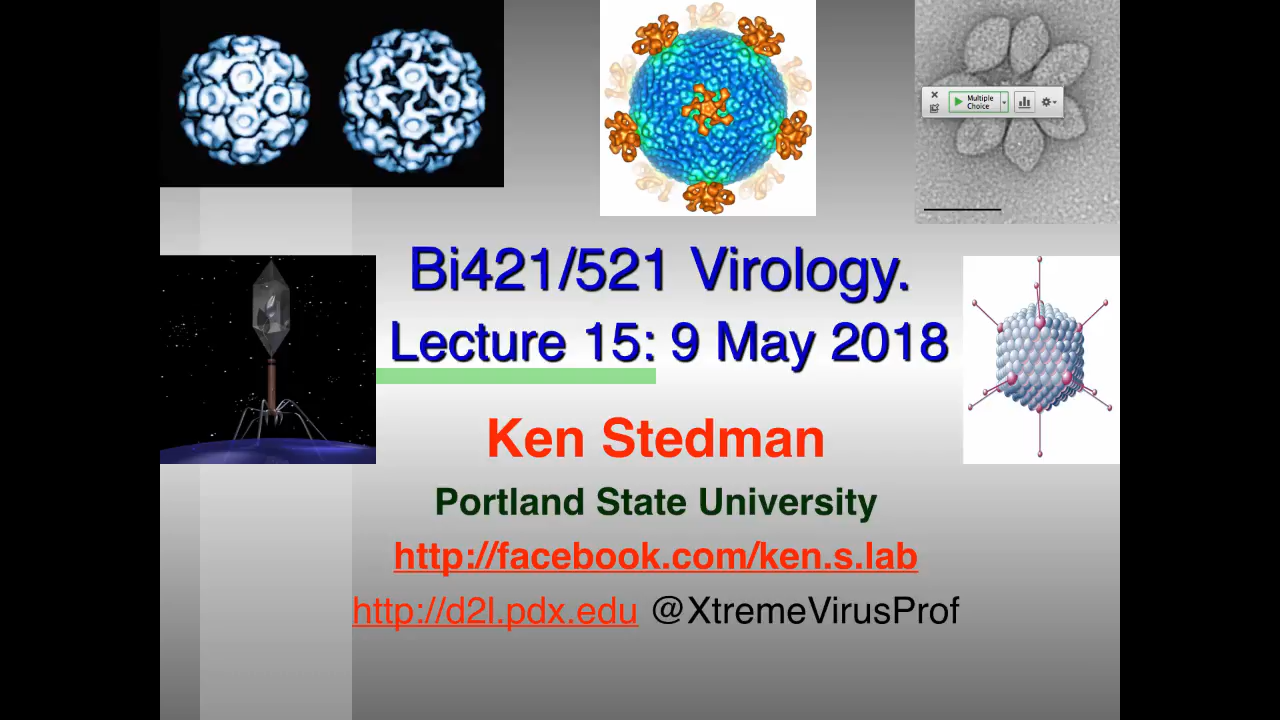 Multiple
Choice
Bi421/521 Virology.
Lecture 15: 9 May 2018
Ken Stedman
Portland State University
http://facebook.com/ken.s.lab
http://d2l.pdx.edu @XtremeVirusProf